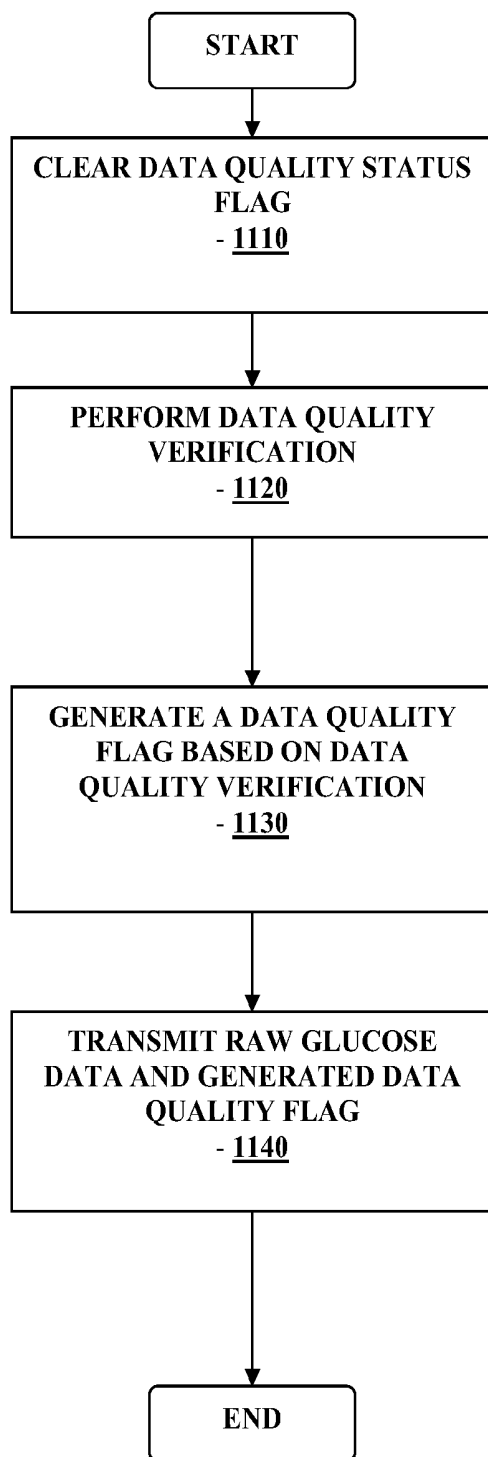 START
CLEAR DATA QUALITY STATUS
FLAG
- 1110
PERFORM DATA QUALITY
VERIFICATION
- 1120
GENERATE A DATA QUALITY
FLAG BASED ON DATA
QUALITY VERIFICATION
- 1130
TRANSMIT RAW GLUCOSE
DATA AND GENERATED DATA
QUALITY FLAG
- 1140
END